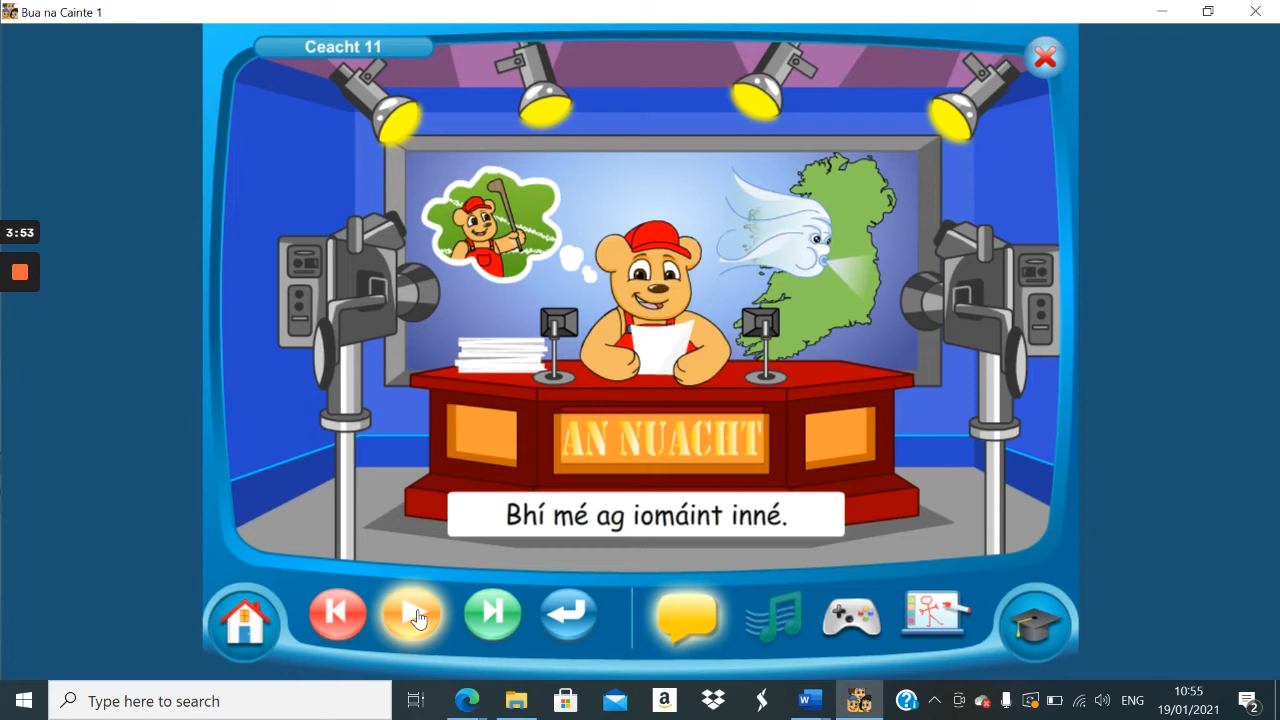 Bua na Cainte 1
Ceacht 11
3:53
AN NUACHT
Bhí mé ag iomáint inné.
Type here to search
ENG
10:55
19/01/2021
2